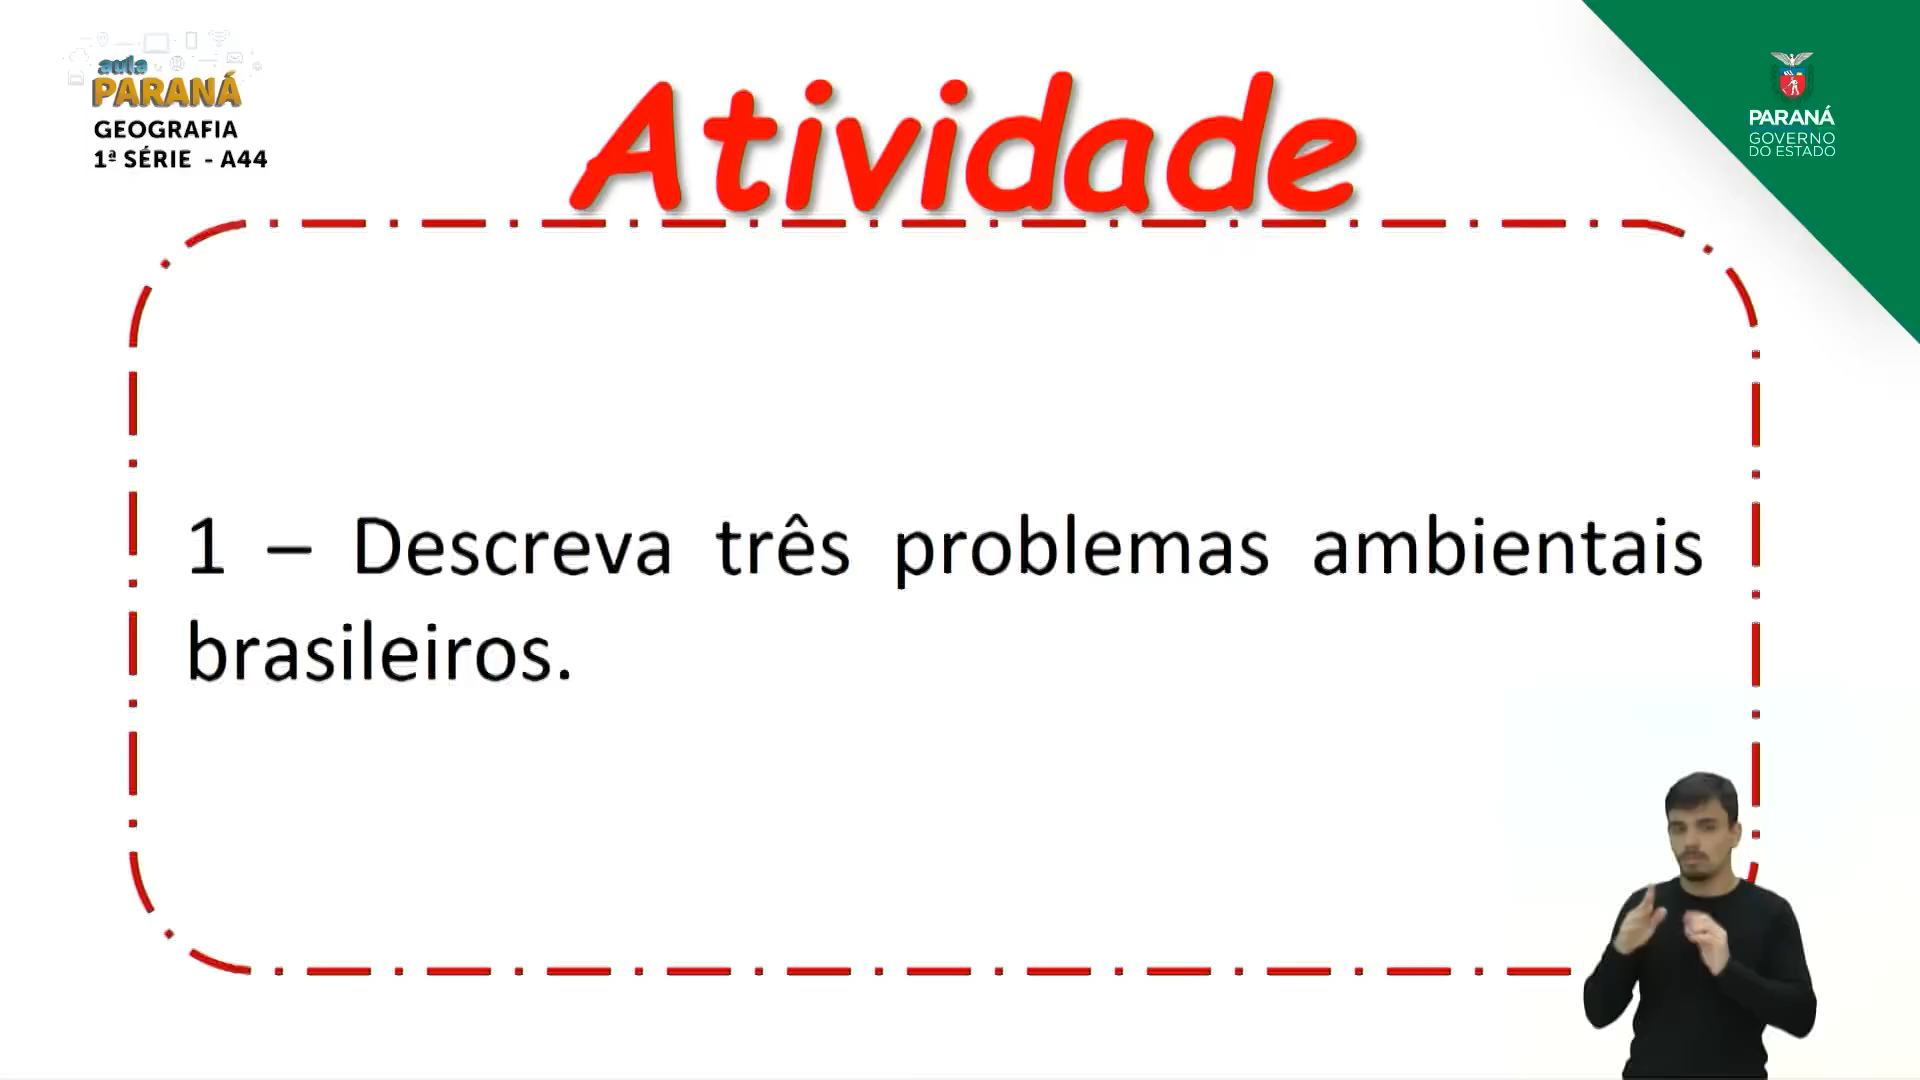 aula
PARANÁ
GEOGRAFIA
1ª SÉRIE - A44
Atividade
PARANÁ
GOVERNO
DO ESTADO
1 – Descreva três problemas ambientais
brasileiros.